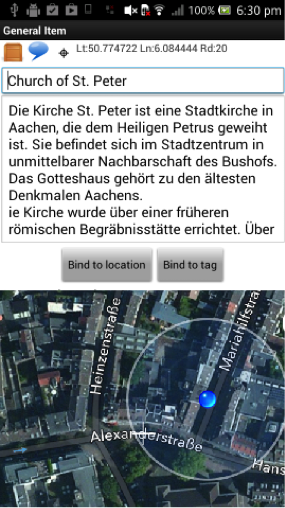 100% 6:30 pm
General Item
Lt:50.774722 Ln:6.084444 Rd:20
Church of St. Peter
Die Kirche St. Peter ist eine Stadtkirche in
Aachen, die dem Heiligen Petrus geweiht
ist. Sie befindet sich im Stadtzentrum in
unmittelbarer Nachbarschaft des Bushofs.
Das Gotteshaus gehört zu den ältesten
Denkmalen Aachens.
ie Kirche wurde über einer früheren
römischen Begräbnisstätte errichtet. Über
Bind to location Bind to tag
Heinzenstraße
Mariahilfstra
Alexanderstraße
Hans